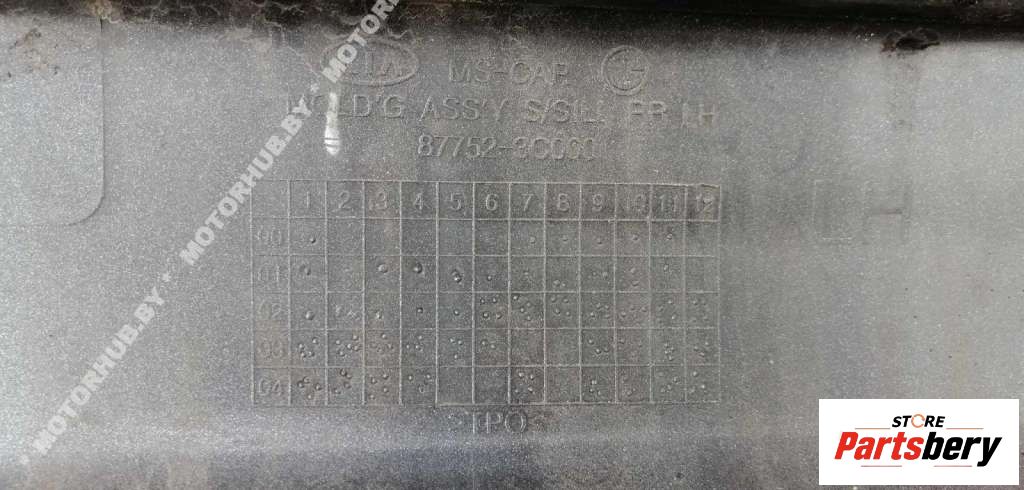 KIA MS-CAR
MOLD'G ASS'Y S/SILL FR LH
87752-3C000
1 2 3 4 5 6 7 8 9 10 11 12
00
01
02
03
04
>TPO<
LH
* MOTORHUB.BY * MOTORHUB.BY * MOTORHUB.BY *
STORE
Partsbery